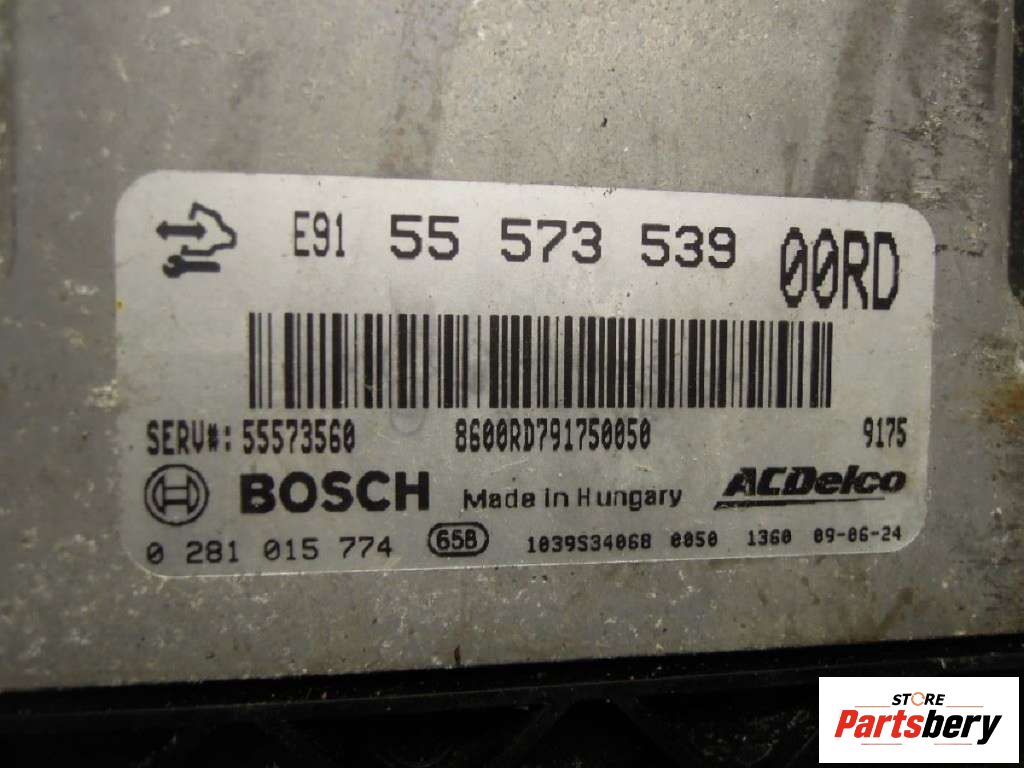 E91 55 573 539 00RD
SERV#: 55573560 8600RD791750050 9175
BOSCH Made in Hungary ACDelco
0 281 015 774 658 1039S34068 0050 1360 09-06-24
STORE
Partsbery